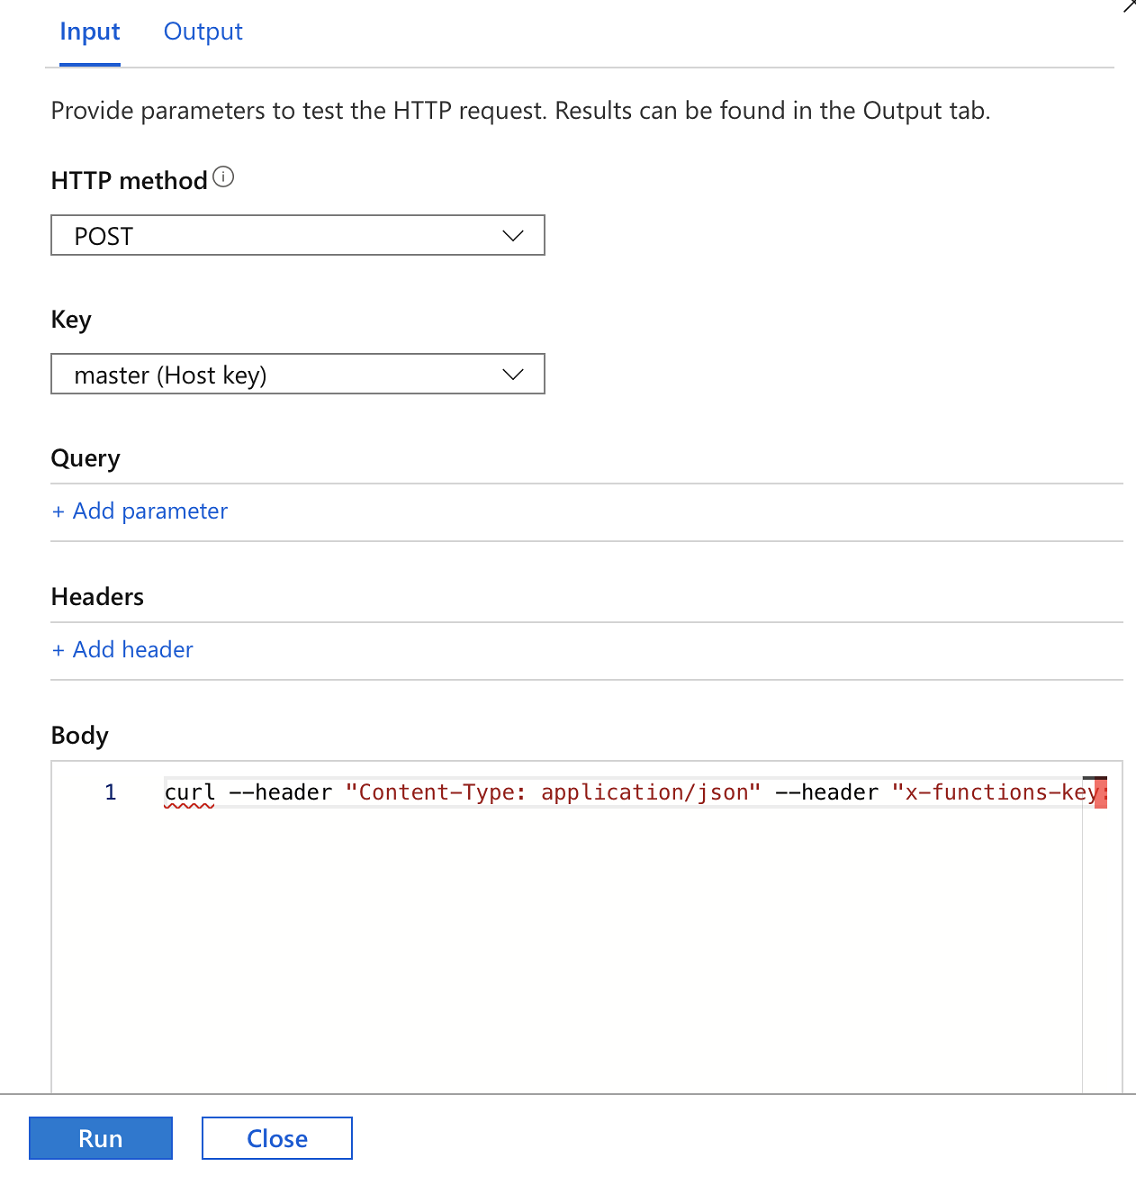 Input Output
Provide parameters to test the HTTP request. Results can be found in the Output tab.
HTTP method
POST
Key
master (Host key)
Query
+ Add parameter
Headers
+ Add header
Body
1 curl --header "Content-Type: application/json" --header "x-functions-key:
Run Close